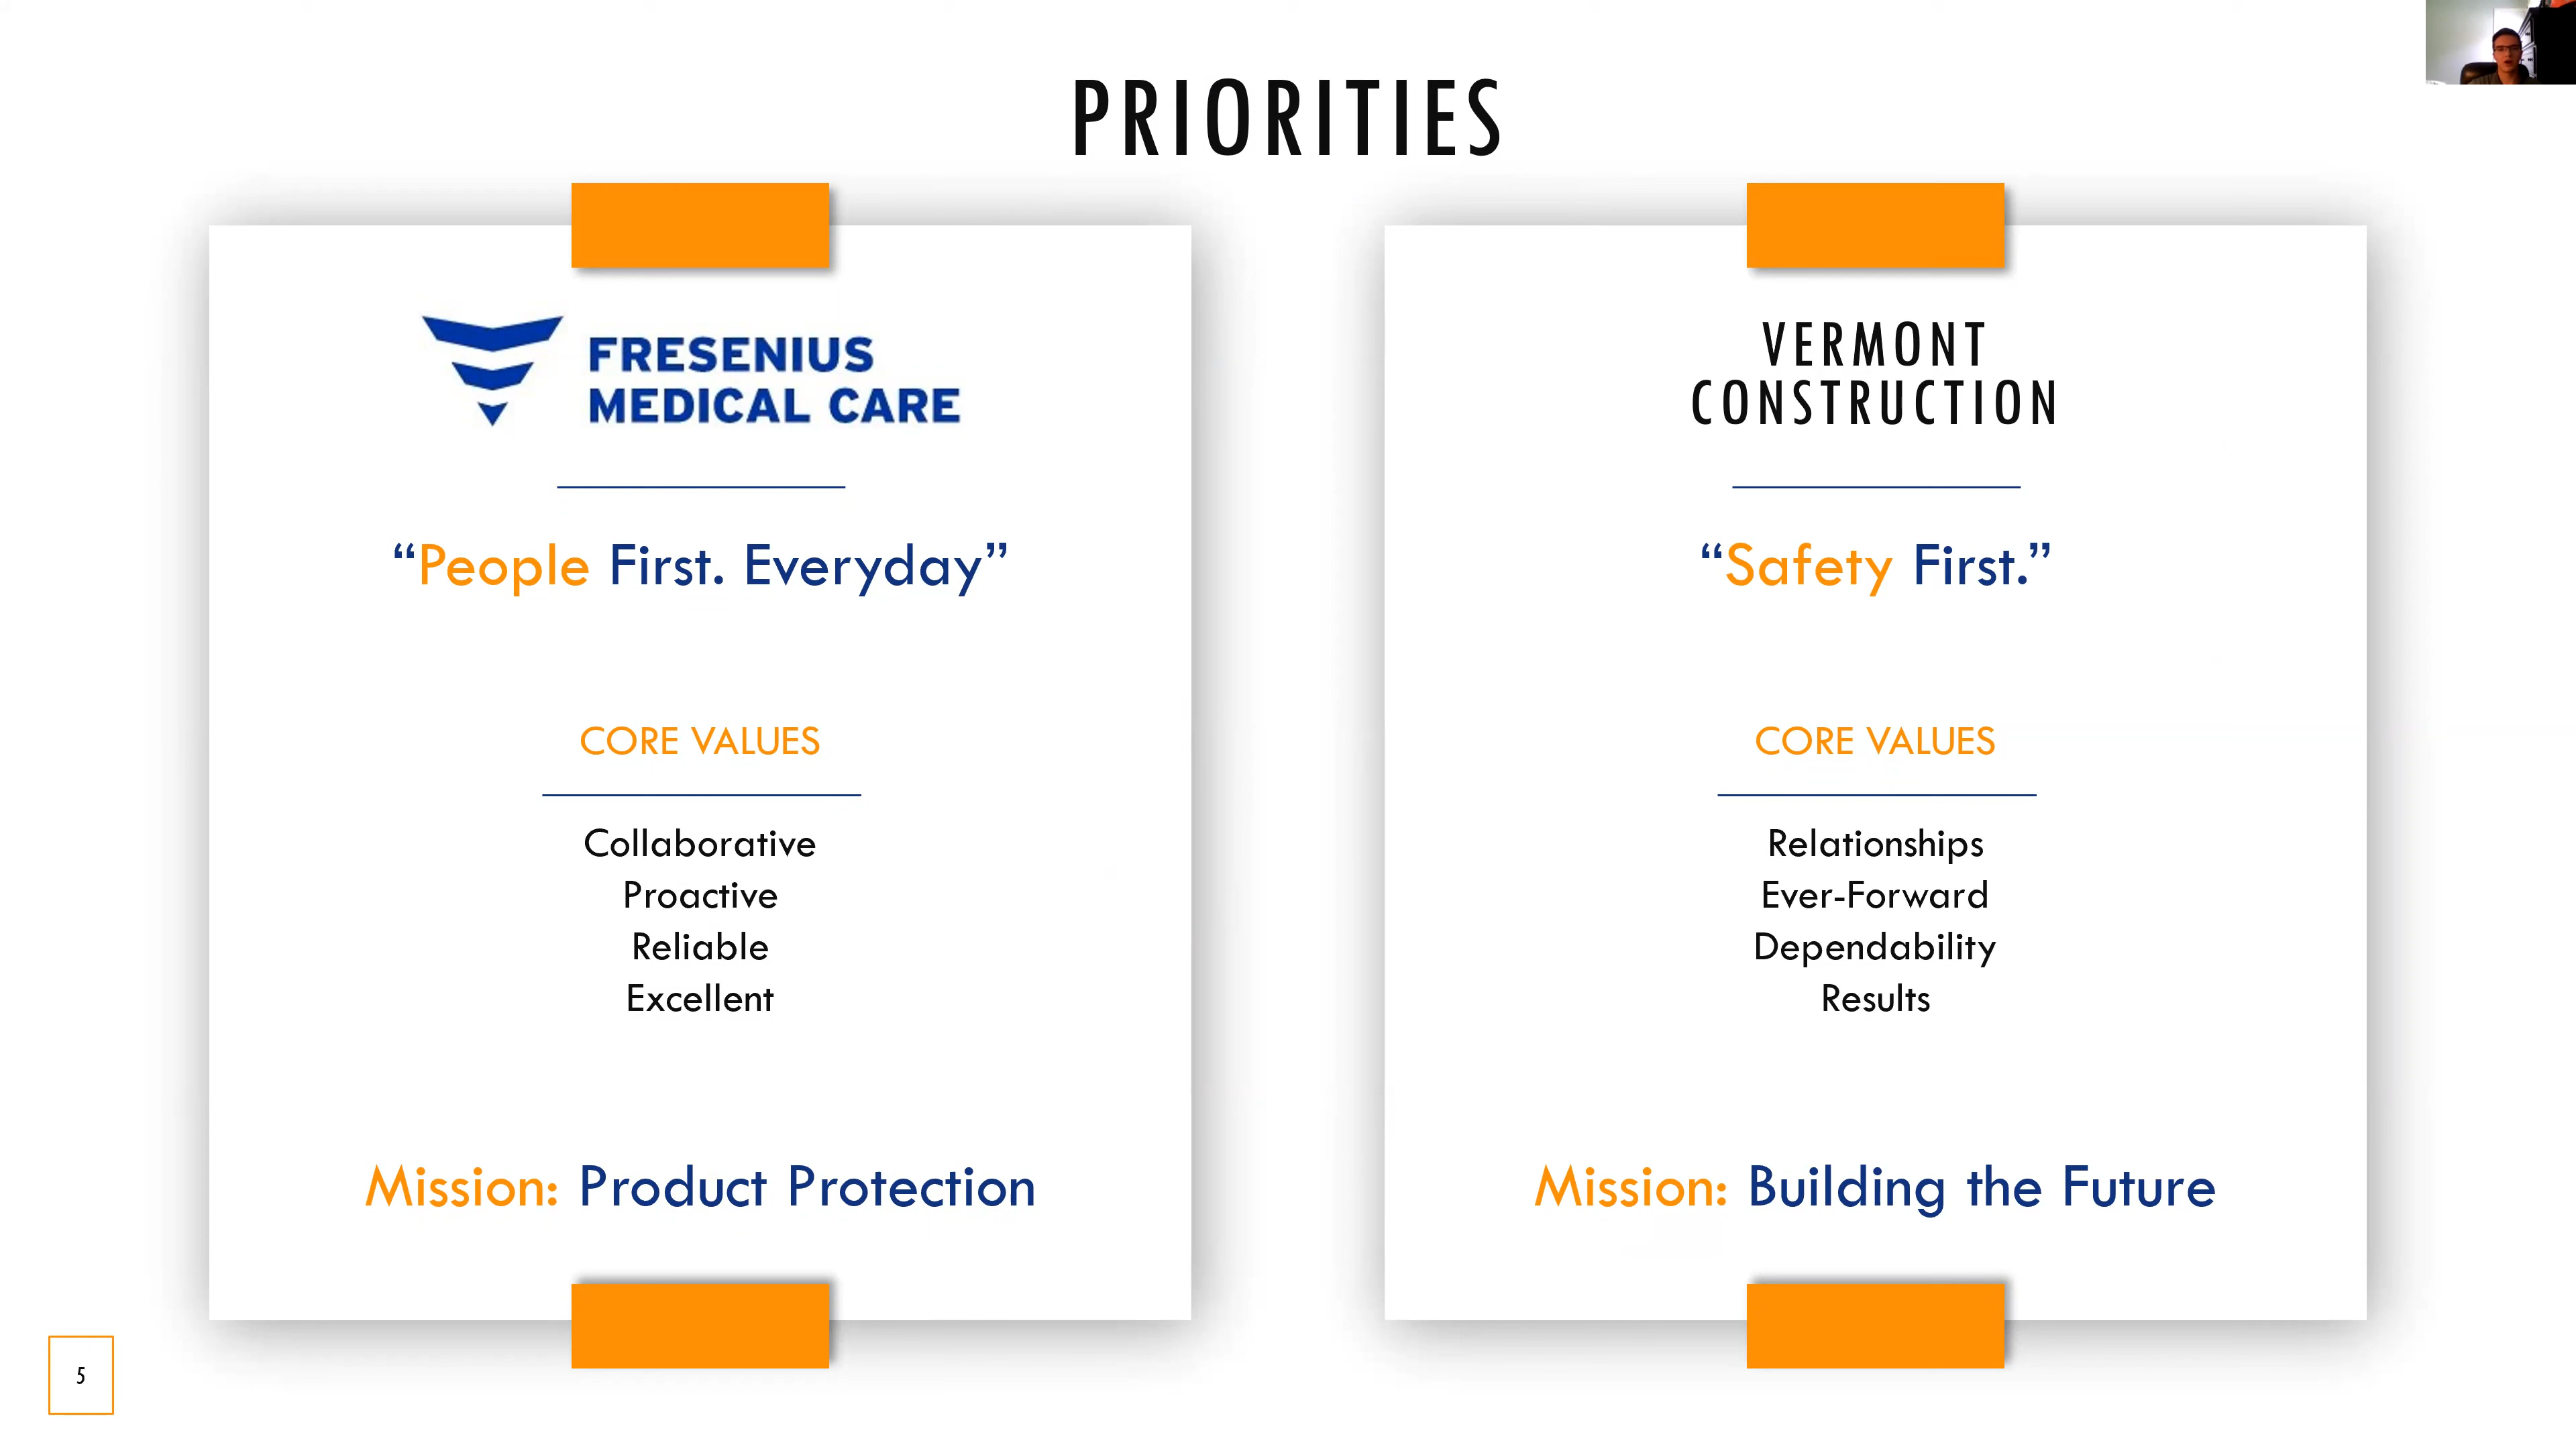 PRIORITIES
FRESENIUS
MEDICAL CARE
“People First. Everyday”
CORE VALUES
Collaborative
Proactive
Reliable
Excellent
Mission: Product Protection
VERMONT
CONSTRUCTION
“Safety First.”
CORE VALUES
Relationships
Ever-Forward
Dependability
Results
Mission: Building the Future
5